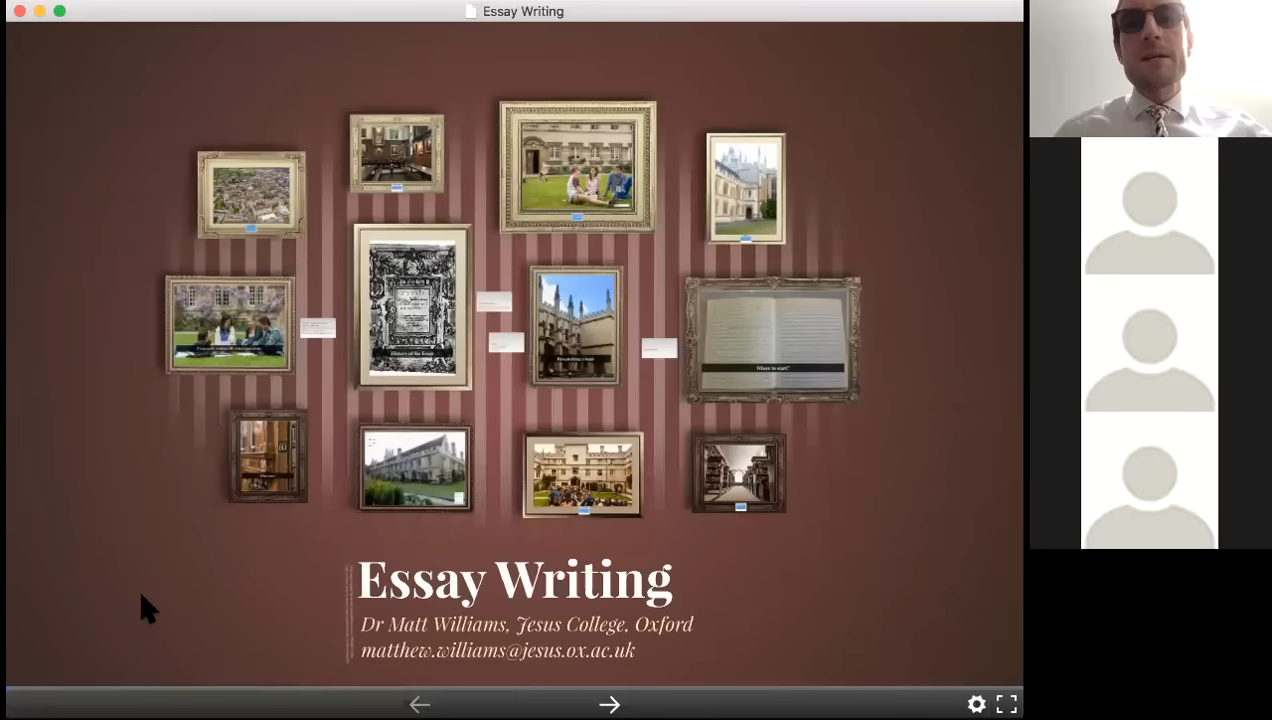 Essay Writing
History of the Essay
Researching a topic
Where to start?
Essay Writing
Dr Matt Williams, Jesus College, Oxford
matthew.williams@jesus.ox.ac.uk